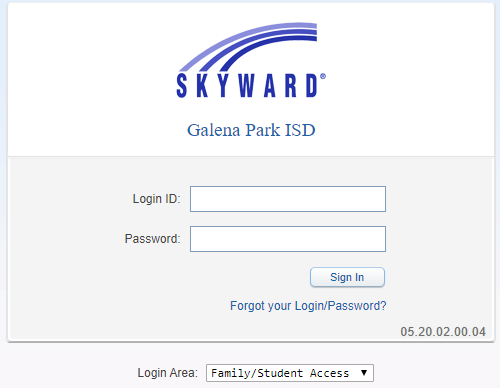 SKYWARD®
Galena Park ISD
Login ID:
Password:
Sign In
Forgot your Login/Password?
05.20.02.00.04
Login Area: Family/Student Access